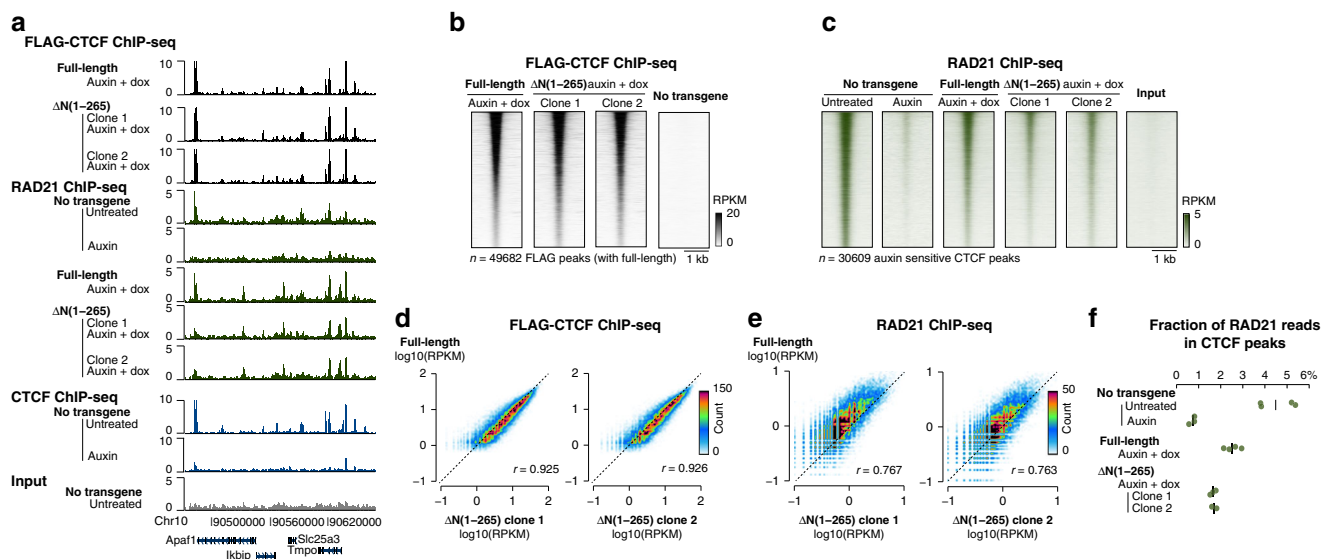 a
FLAG-CTCF ChIP-seq
Full-length
Auxin + dox
10
0
ΔN(1–265)
Clone 1
Auxin + dox
10
0
Clone 2
Auxin + dox
10
0
RAD21 ChIP-seq
No transgene
Untreated
5
0
Auxin
5
0
Full-length
Auxin + dox
5
0
ΔN(1–265)
Clone 1
Auxin + dox
5
0
Clone 2
Auxin + dox
5
0
CTCF ChIP-seq
No transgene
Untreated
10
0
Auxin
10
0
Input
No transgene
Untreated
5
0
Chr10 |90500000 |90560000 |90620000
Apaf1 Slc25a3
Ikbip Tmpo
b
FLAG-CTCF ChIP-seq
Full-length ΔN(1–265) auxin + dox No transgene
Auxin + dox Clone 1 Clone 2
RPKM
20
0
n = 49682 FLAG peaks (with full-length) 1 kb
c
RAD21 ChIP-seq
No transgene Full-length ΔN(1–265) auxin + dox Input
Untreated Auxin Auxin + dox Clone 1 Clone 2
RPKM
5
0
n = 30609 auxin sensitive CTCF peaks 1 kb
d
FLAG-CTCF ChIP-seq
Full-length
log10(RPKM)
2
1
0
−1
r = 0.925
−1 0 1 2
ΔN(1–265) clone 1
log10(RPKM)
2
1
0
−1
r = 0.926
−1 0 1 2
ΔN(1–265) clone 2
log10(RPKM)
150
Count
0
e
RAD21 ChIP-seq
Full-length
log10(RPKM)
1
0
−1
r = 0.767
−1 0 1
ΔN(1–265) clone 1
log10(RPKM)
2
1
0
−1
r = 0.763
−1 0 1 2
ΔN(1–265) clone 2
log10(RPKM)
50
Count
0
f
Fraction of RAD21 reads
in CTCF peaks
0 1 2 3 4 5 6%
No transgene
Untreated
Auxin
Full-length
Auxin + dox
ΔN(1–265)
Auxin + dox
Clone 1
Clone 2